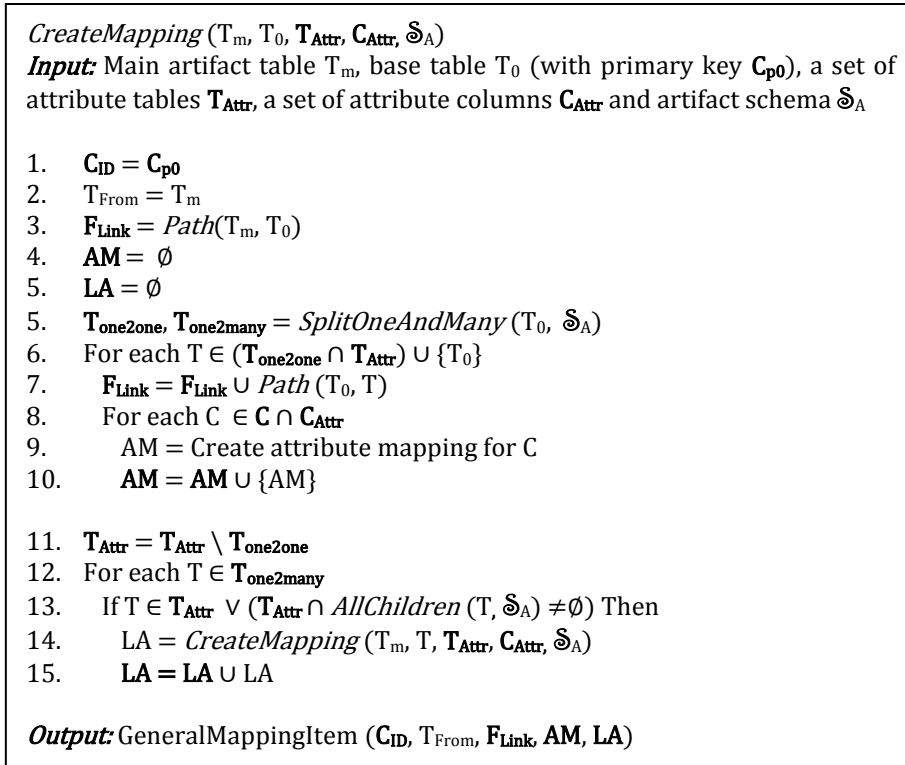 CreateMapping (Tm, T0, TAttr, CAttr, 𝕊A)
Input: Main artifact table Tm, base table T0 (with primary key Cp0), a set of
attribute tables TAttr, a set of attribute columns CAttr and artifact schema 𝕊A
1. CID = Cp0
2. TFrom = Tm
3. FLink = Path(Tm, T0)
4. AM = ∅
5. LA = ∅
5. Tone2one, Tone2many = SplitOneAndMany (T0, 𝕊A)
6. For each T ∈ (Tone2one ∩ TAttr) ∪ {T0}
7. FLink = FLink ∪ Path (T0, T)
8. For each C ∈ C ∩ CAttr
9. AM = Create attribute mapping for C
10. AM = AM ∪ {AM}
11. TAttr = TAttr \ Tone2one
12. For each T ∈ Tone2many
13. If T ∈ TAttr ∨ (TAttr ∩ AllChildren (T, 𝕊A) ≠∅) Then
14. LA = CreateMapping (Tm, T, TAttr, CAttr, 𝕊A)
15. LA = LA ∪ LA
Output: GeneralMappingItem (CID, TFrom, FLink, AM, LA)